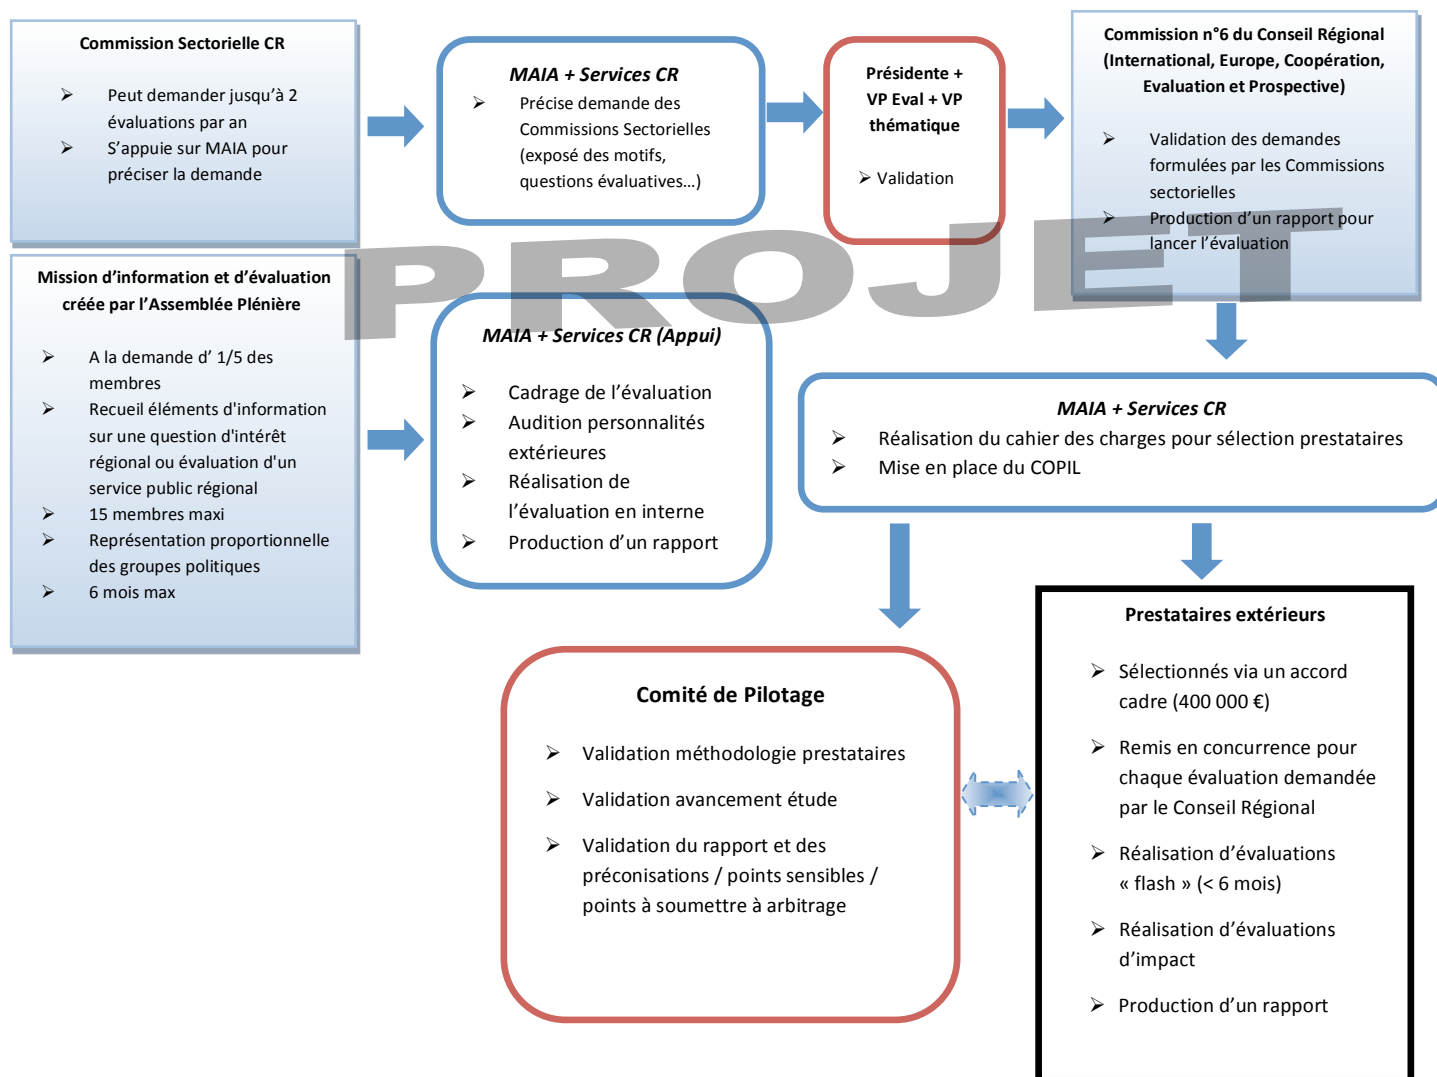 Commission Sectorielle CR
➢ Peut demander jusqu'à 2
évaluations par an
➢ S'appuie sur MAIA pour
préciser la demande
MAIA + Services CR
➢ Précise demande des
Commissions Sectorielles
(exposé des motifs,
questions évaluatives…)
Présidente +
VP Eval + VP
thématique
➢ Validation
Commission n°6 du Conseil Régional
(International, Europe, Coopération,
Evaluation et Prospective)
➢ Validation des demandes
formulées par les Commissions
sectorielles
➢ Production d'un rapport pour
lancer l'évaluation
PROJET
Mission d'information et d'évaluation
créée par l'Assemblée Plénière
➢ A la demande d' 1/5 des
membres
➢ Recueil éléments d'information
sur une question d'intérêt
régional ou évaluation d'un
service public régional
➢ 15 membres maxi
➢ Représentation proportionnelle
des groupes politiques
➢ 6 mois max
MAIA + Services CR (Appui)
➢ Cadrage de l'évaluation
➢ Audition personnalités
extérieures
➢ Réalisation de
l'évaluation en interne
➢ Production d'un rapport
MAIA + Services CR
➢ Réalisation du cahier des charges pour sélection prestataires
➢ Mise en place du COPIL
Comité de Pilotage
➢ Validation méthodologie prestataires
➢ Validation avancement étude
➢ Validation du rapport et des
préconisations / points sensibles /
points à soumettre à arbitrage
Prestataires extérieurs
➢ Sélectionnés via un accord
cadre (400 000 €)
➢ Remis en concurrence pour
chaque évaluation demandée
par le Conseil Régional
➢ Réalisation d'évaluations
« flash » (< 6 mois)
➢ Réalisation d'évaluations
d'impact
➢ Production d'un rapport